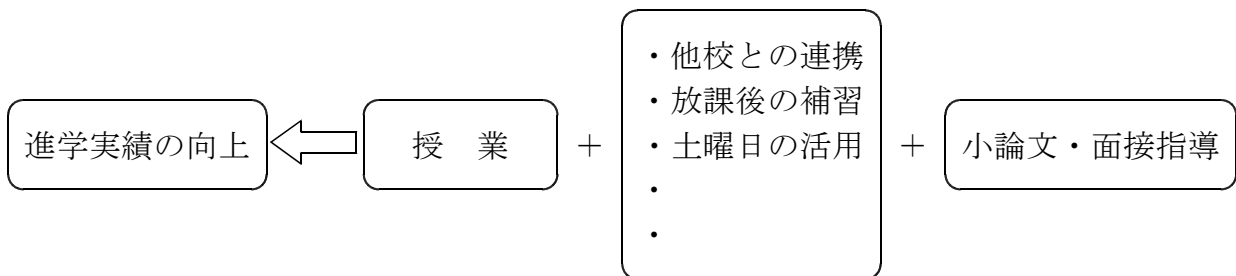 進学実績の向上
授　業
＋
・他校との連携
・放課後の補習
・土曜日の活用
・
・
＋
小論文・面接指導